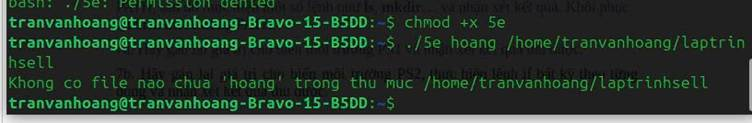 bash: ./5e: Permission denied
tranvanhoang@tranvanhoang-Bravo-15-B5DD:~$ chmod +x 5e
tranvanhoang@tranvanhoang-Bravo-15-B5DD:~$ ./5e hoang /home/tranvanhoang/laptrin
hsell
Khong co file nao chua 'hoang' trong thu muc /home/tranvanhoang/laptrinhsell
tranvanhoang@tranvanhoang-Bravo-15-B5DD:~$